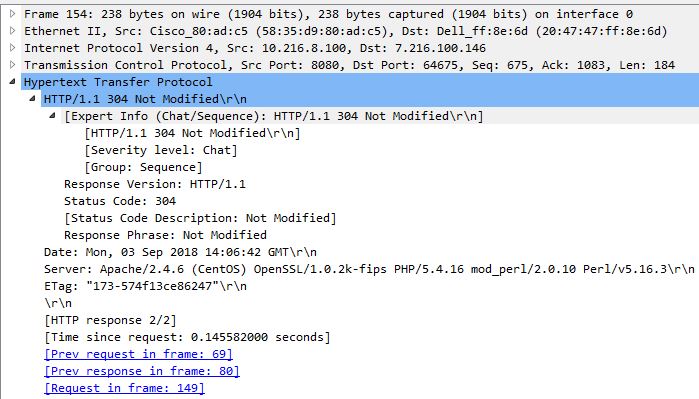 Frame 154: 238 bytes on wire (1904 bits), 238 bytes captured (1904 bits) on interface 0
Ethernet II, Src: Cisco_80:ad:c5 (58:35:d9:80:ad:c5), Dst: Dell_ff:8e:6d (20:47:47:ff:8e:6d)
Internet Protocol Version 4, Src: 10.216.8.100, Dst: 7.216.100.146
Transmission Control Protocol, Src Port: 8080, Dst Port: 64675, Seq: 675, Ack: 1083, Len: 184
Hypertext Transfer Protocol
HTTP/1.1 304 Not Modified\r\n
[Expert Info (Chat/Sequence): HTTP/1.1 304 Not Modified\r\n]
[HTTP/1.1 304 Not Modified\r\n]
[Severity level: Chat]
[Group: Sequence]
Response Version: HTTP/1.1
Status Code: 304
[Status Code Description: Not Modified]
Response Phrase: Not Modified
Date: Mon, 03 Sep 2018 14:06:42 GMT\r\n
Server: Apache/2.4.6 (CentOS) OpenSSL/1.0.2k-fips PHP/5.4.16 mod_perl/2.0.10 Perl/v5.16.3\r\n
ETag: "173-574f13ce86247"\r\n
\r\n
[HTTP response 2/2]
[Time since request: 0.145582000 seconds]
[Prev request in frame: 69]
[Prev response in frame: 80]
[Request in frame: 149]